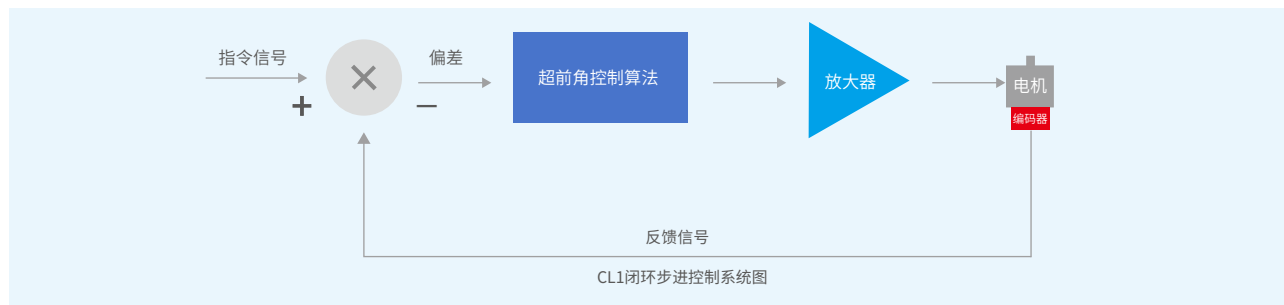 指令信号
偏差
+
−
超前角控制算法
放大器
电机
编码器
反馈信号
CL1闭环步进控制系统图